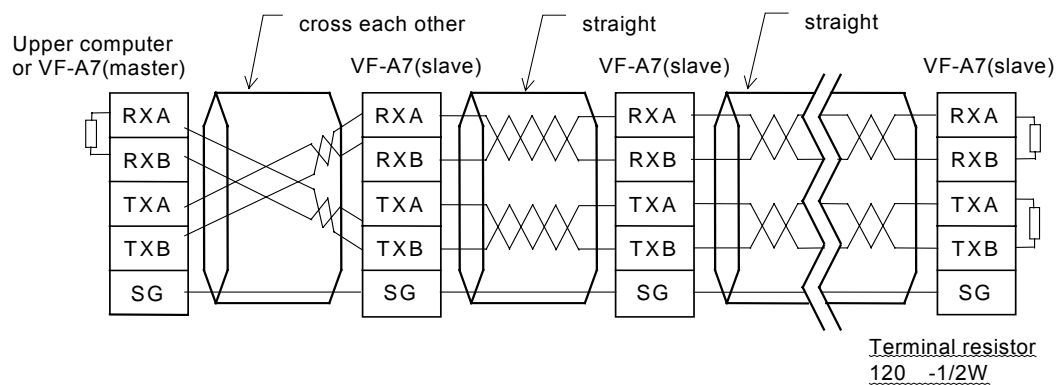 cross each other
straight
straight
Upper computer
or VF-A7(master)
VF-A7(slave)
VF-A7(slave)
VF-A7(slave)
RXA
RXB
TXA
TXB
SG
RXA
RXB
TXA
TXB
SG
RXA
RXB
TXA
TXB
SG
RXA
RXB
TXA
TXB
SG
Terminal resistor
120 -1/2W